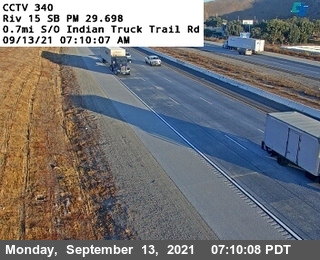 CCTV 340
Riv 15 SB PM 29.698
0.7mi S/O Indian Truck Trail Rd
09/13/21 07:10:07 AM
Monday, September 13, 2021 07:10:08 PDT